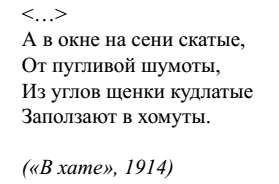 <…>
А в окне на сени скатые,
От пугливой шумоты,
Из углов щенки кудлатые
Заползают в хомуты.
(«В хате», 1914)